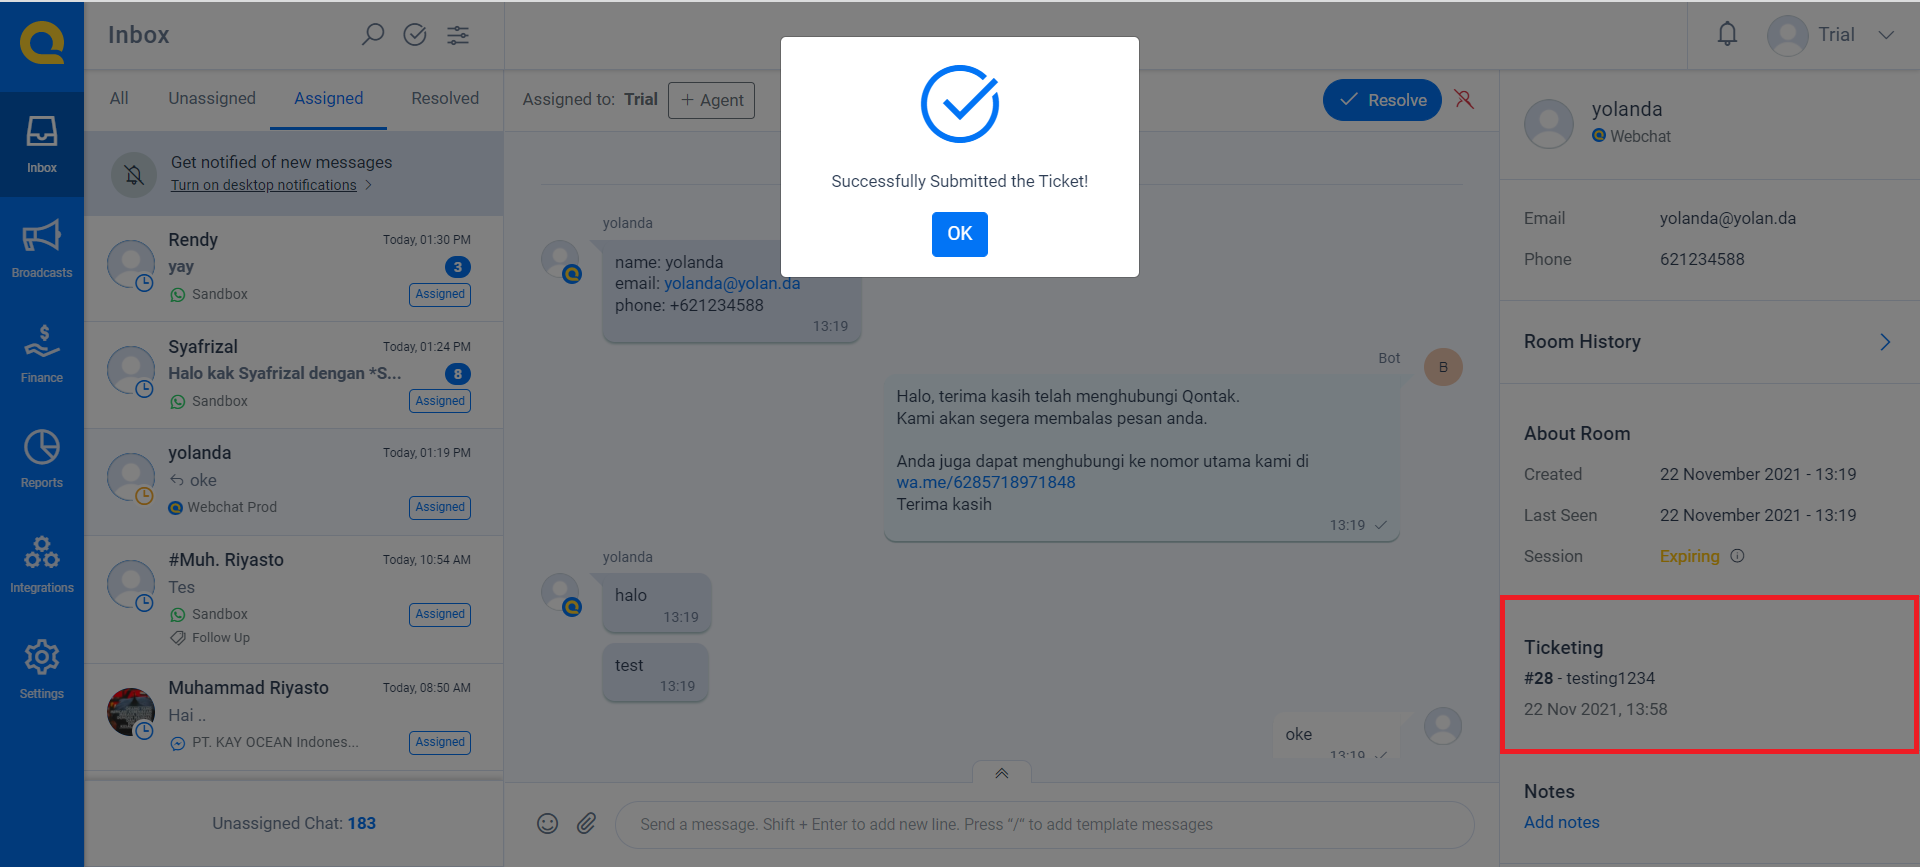 Inbox
Broadcasts
Finance
Reports
Integrations
Settings
Inbox
All
Unassigned
Assigned
Resolved
Get notified of new messages
Turn on desktop notifications
Rendy
Today, 01:30 PM
yay
3
Sandbox
Assigned
Syafrizal
Today, 01:24 PM
Halo kak Syafrizal dengan *S...
8
Sandbox
Assigned
yolanda
Today, 01:19 PM
oke
Webchat Prod
Assigned
#Muh. Riyasto
Today, 10:54 AM
Tes
Sandbox
Assigned
Follow Up
Muhammad Riyasto
Today, 08:50 AM
Hai ..
PT. KAY OCEAN Indones...
Assigned
Unassigned Chat: 183
Assigned to: Trial
+ Agent
Resolve
Successfully Submitted the Ticket!
OK
yolanda
name: yolanda
email: yolanda@yolan.da
phone: +621234588
13:19
Bot
B
Halo, terima kasih telah menghubungi Qontak.
Kami akan segera membalas pesan anda.
Anda juga dapat menghubungi ke nomor utama kami di
wa.me/6285718971848
Terima kasih
13:19
yolanda
halo
13:19
test
13:19
oke
13:19
Send a message. Shift + Enter to add new line. Press “/” to add template messages
Trial
yolanda
Webchat
Email
yolanda@yolan.da
Phone
621234588
Room History
About Room
Created
22 November 2021 - 13:19
Last Seen
22 November 2021 - 13:19
Session
Expiring
Ticketing
#28 - testing1234
22 Nov 2021, 13:58
Notes
Add notes